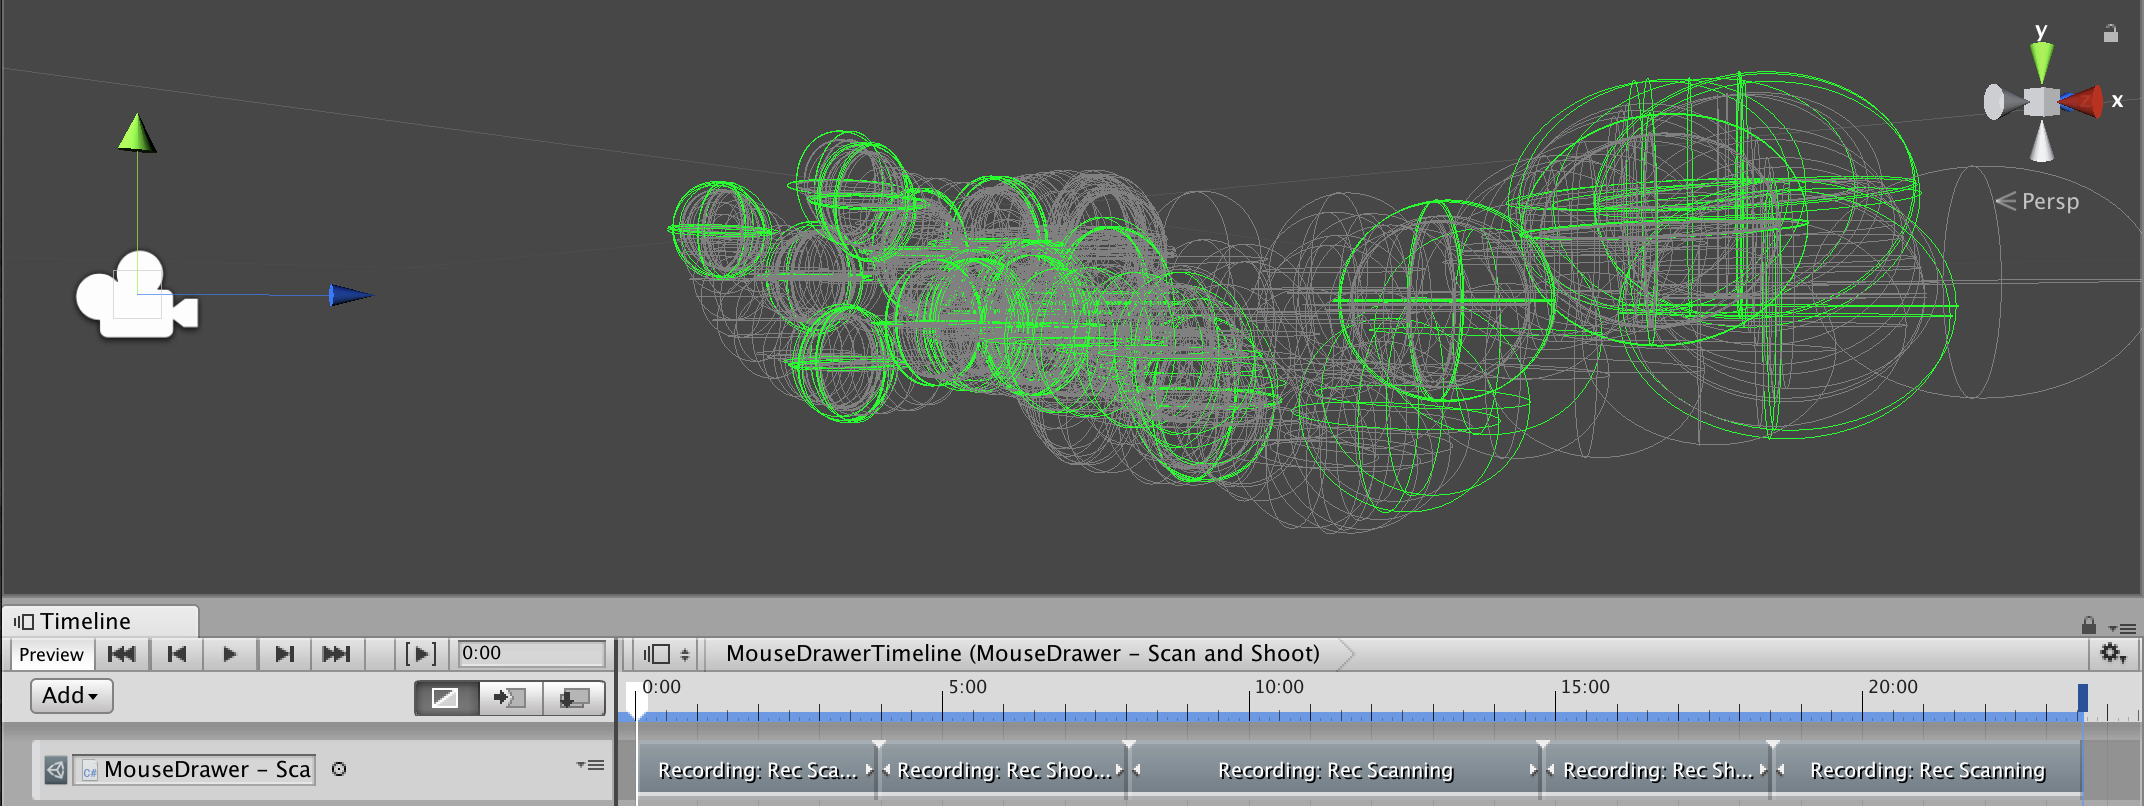 y
x
z
Persp
Timeline
Preview
0:00
MouseDrawerTimeline (MouseDrawer – Scan and Shoot)
Add
0:00
5:00
10:00
15:00
20:00
c#
MouseDrawer – Sca
Recording: Rec Sca...
Recording: Rec Shoo...
Recording: Rec Scanning
Recording: Rec Sh...
Recording: Rec Scanning